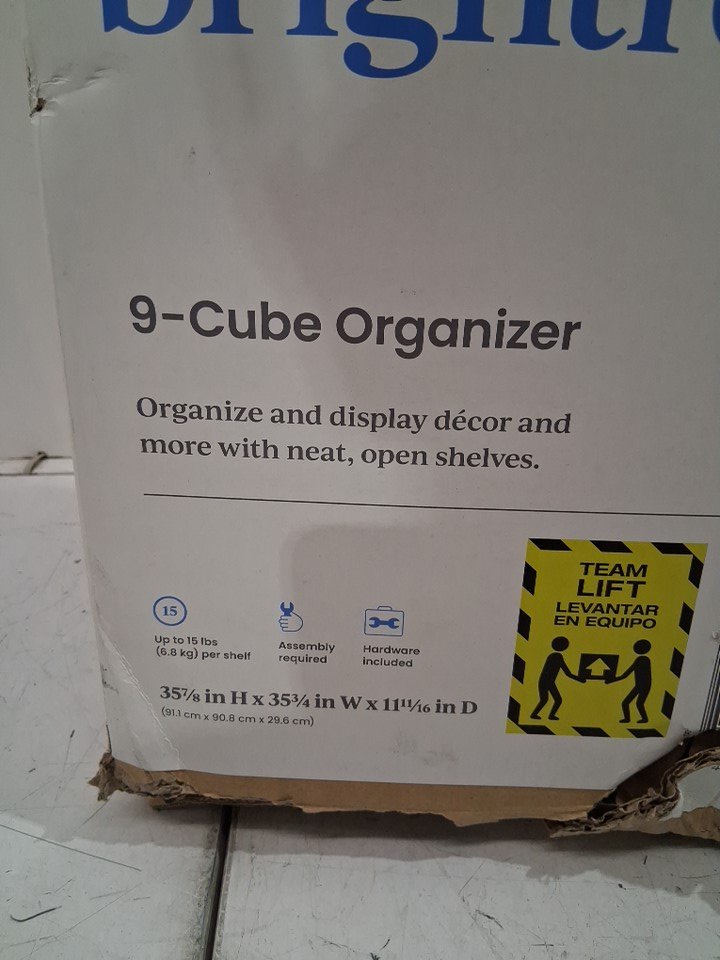 9-Cube Organizer
Organize and display décor and
more with neat, open shelves.
15
Up to 15 lbs
(6.8 kg) per shelf
Assembly
required
Hardware
included
35⅞ in H x 35¾ in W x 11¹¹⁄₁₆ in D
(91.1 cm x 90.8 cm x 29.6 cm)
TEAM
LIFT
LEVANTAR
EN EQUIPO